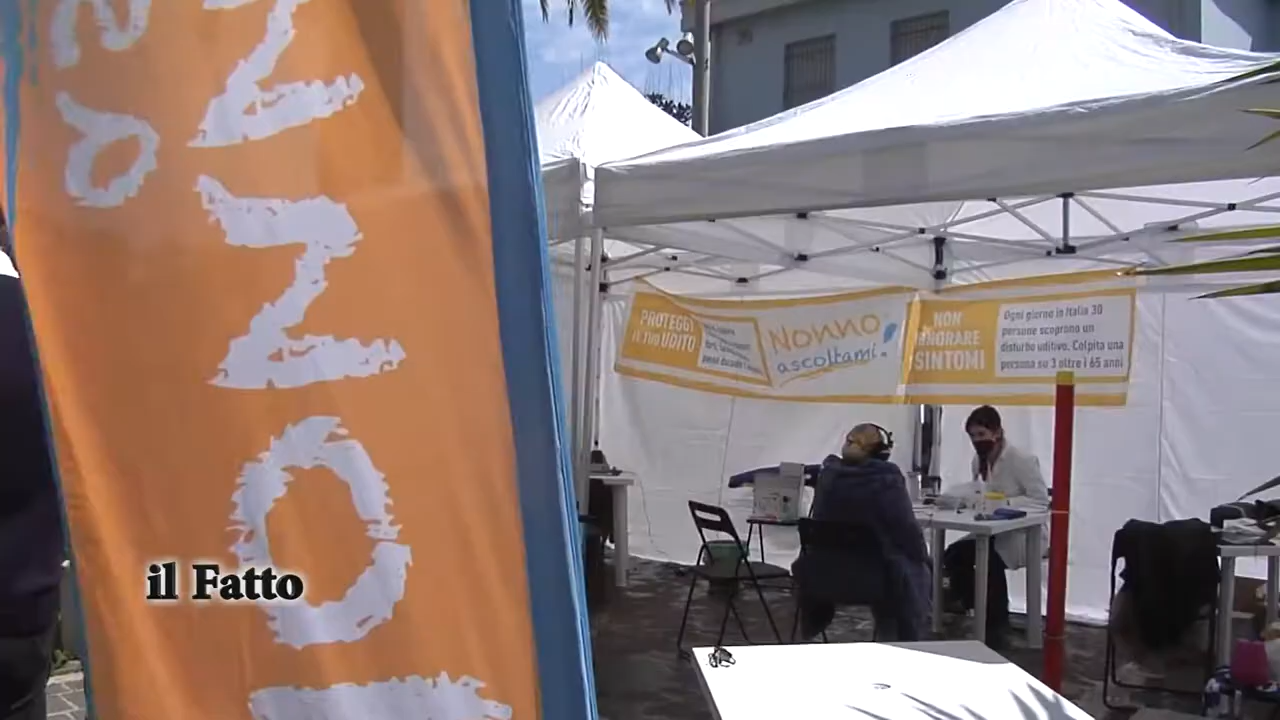 NNO
PROTEGGI
IL TUO UDITO
Nonno
ascoltami!
NON
IGNORARE
SINTOMI
Ogni giorno in Italia 30
persone scoprono un
disturbo uditivo. Colpita una
persona su 3 oltre i 65 anni
il Fatto